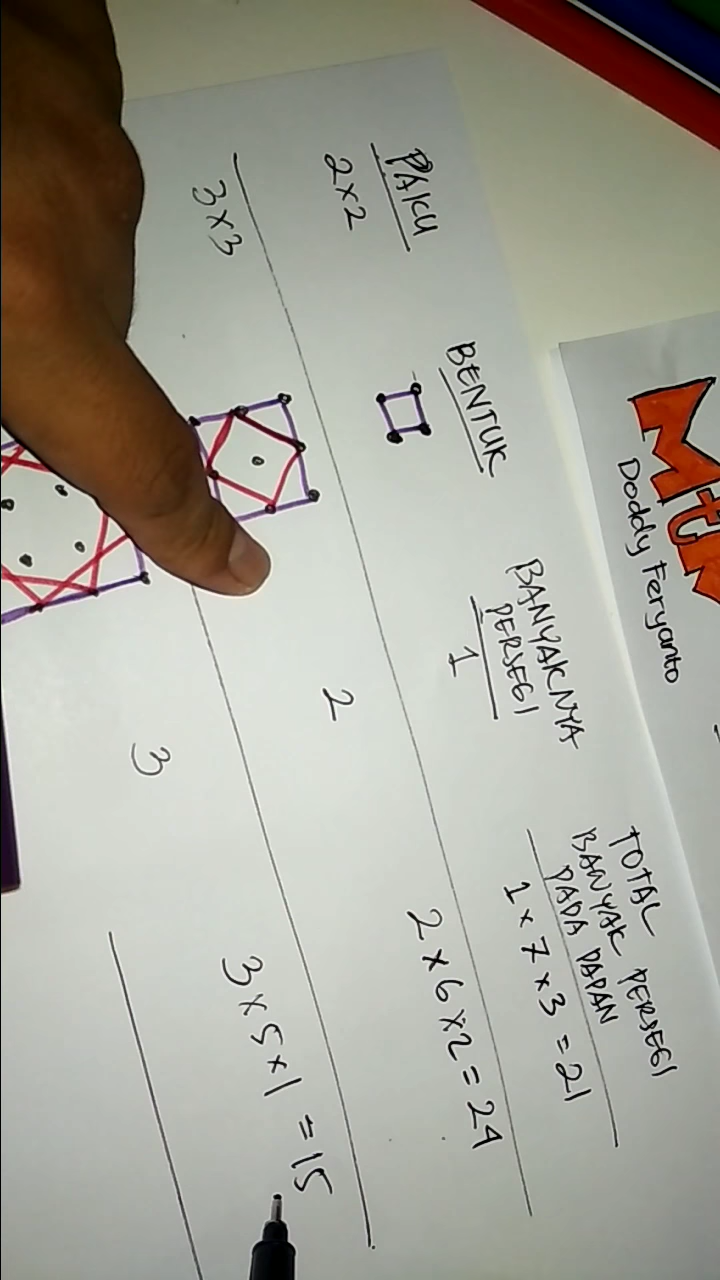 Mt
Doddy Feryanto
PAKU
BENTUK
BANYAKNYA
PERSEGI
TOTAL
BANYAK PERSEGI
PADA PAPAN
2×2
1
1×7×3=21
3×3
2
2×6×2=24
3
3×5×1=15